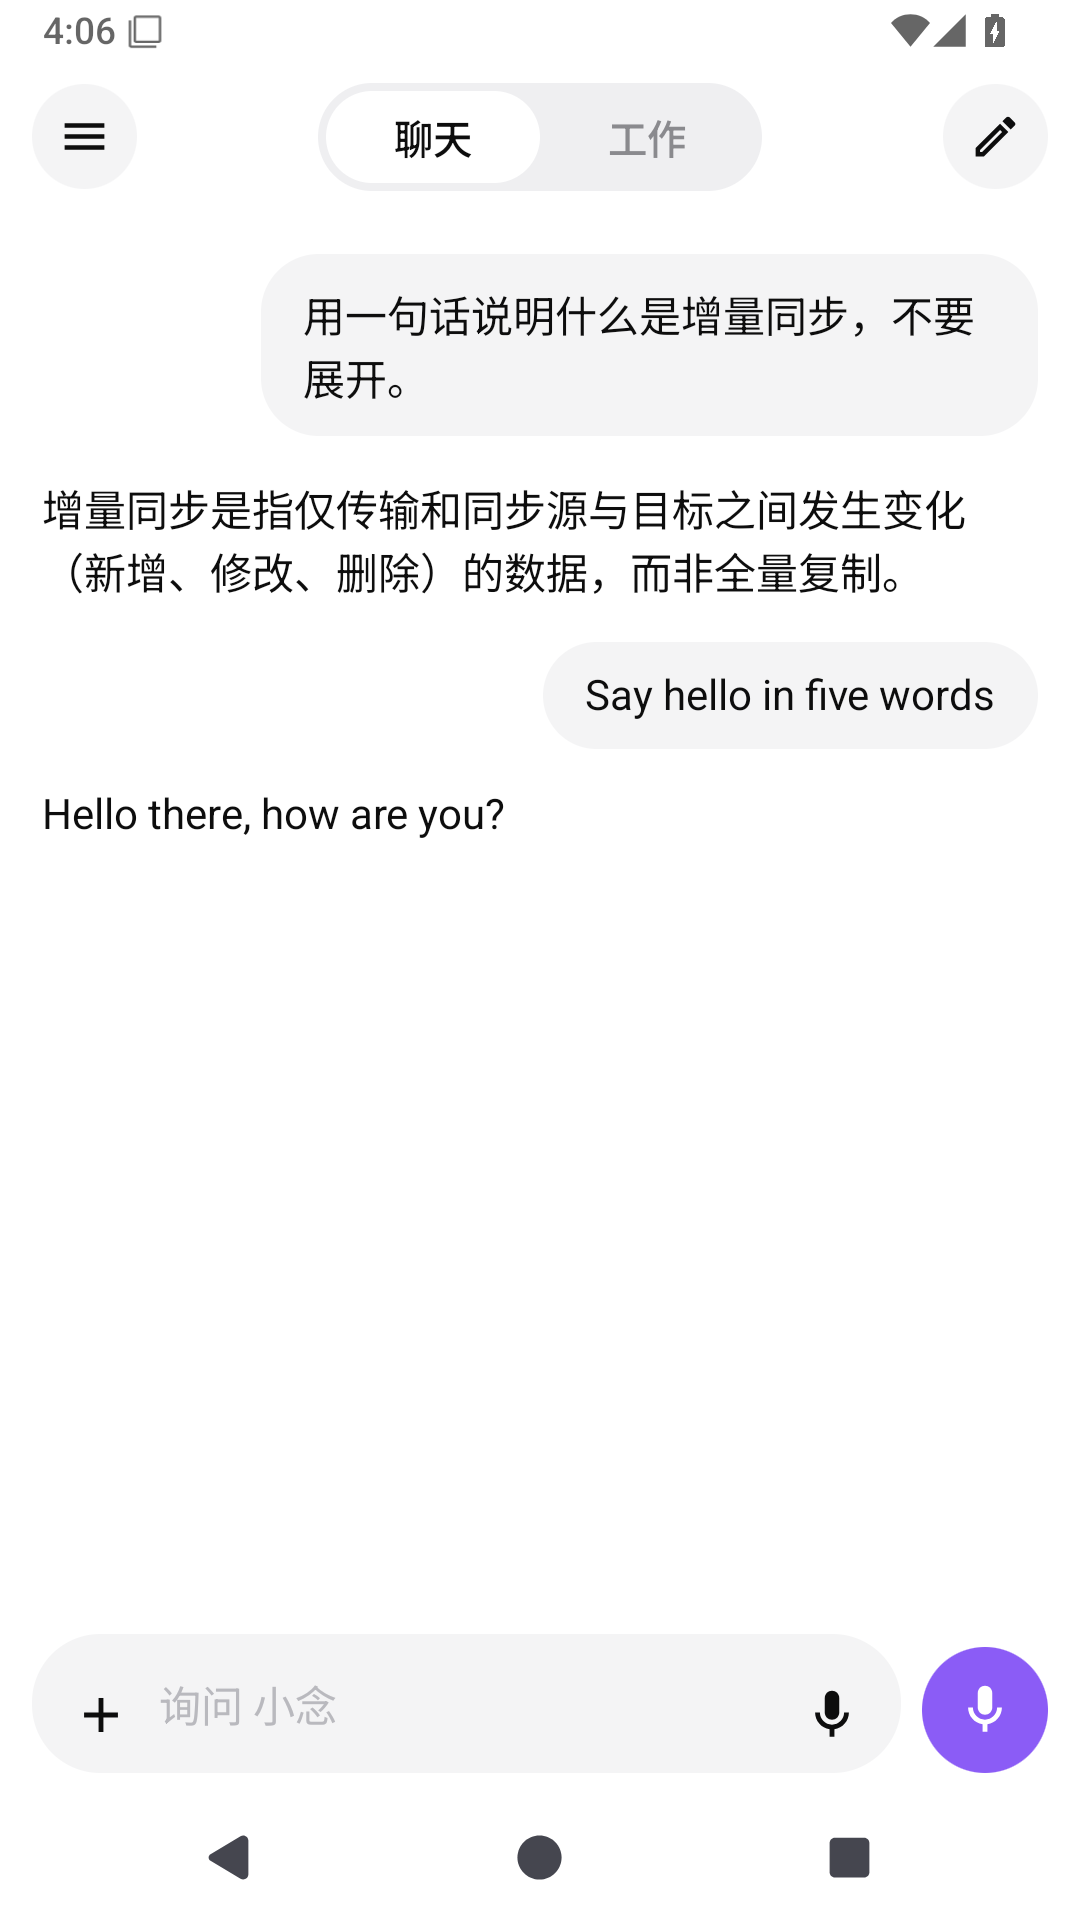 4:06
聊天
工作
用一句话说明什么是增量同步，不要
展开。
增量同步是指仅传输和同步源与目标之间发生变化
（新增、修改、删除）的数据，而非全量复制。
Say hello in five words
Hello there, how are you?
询问 小念